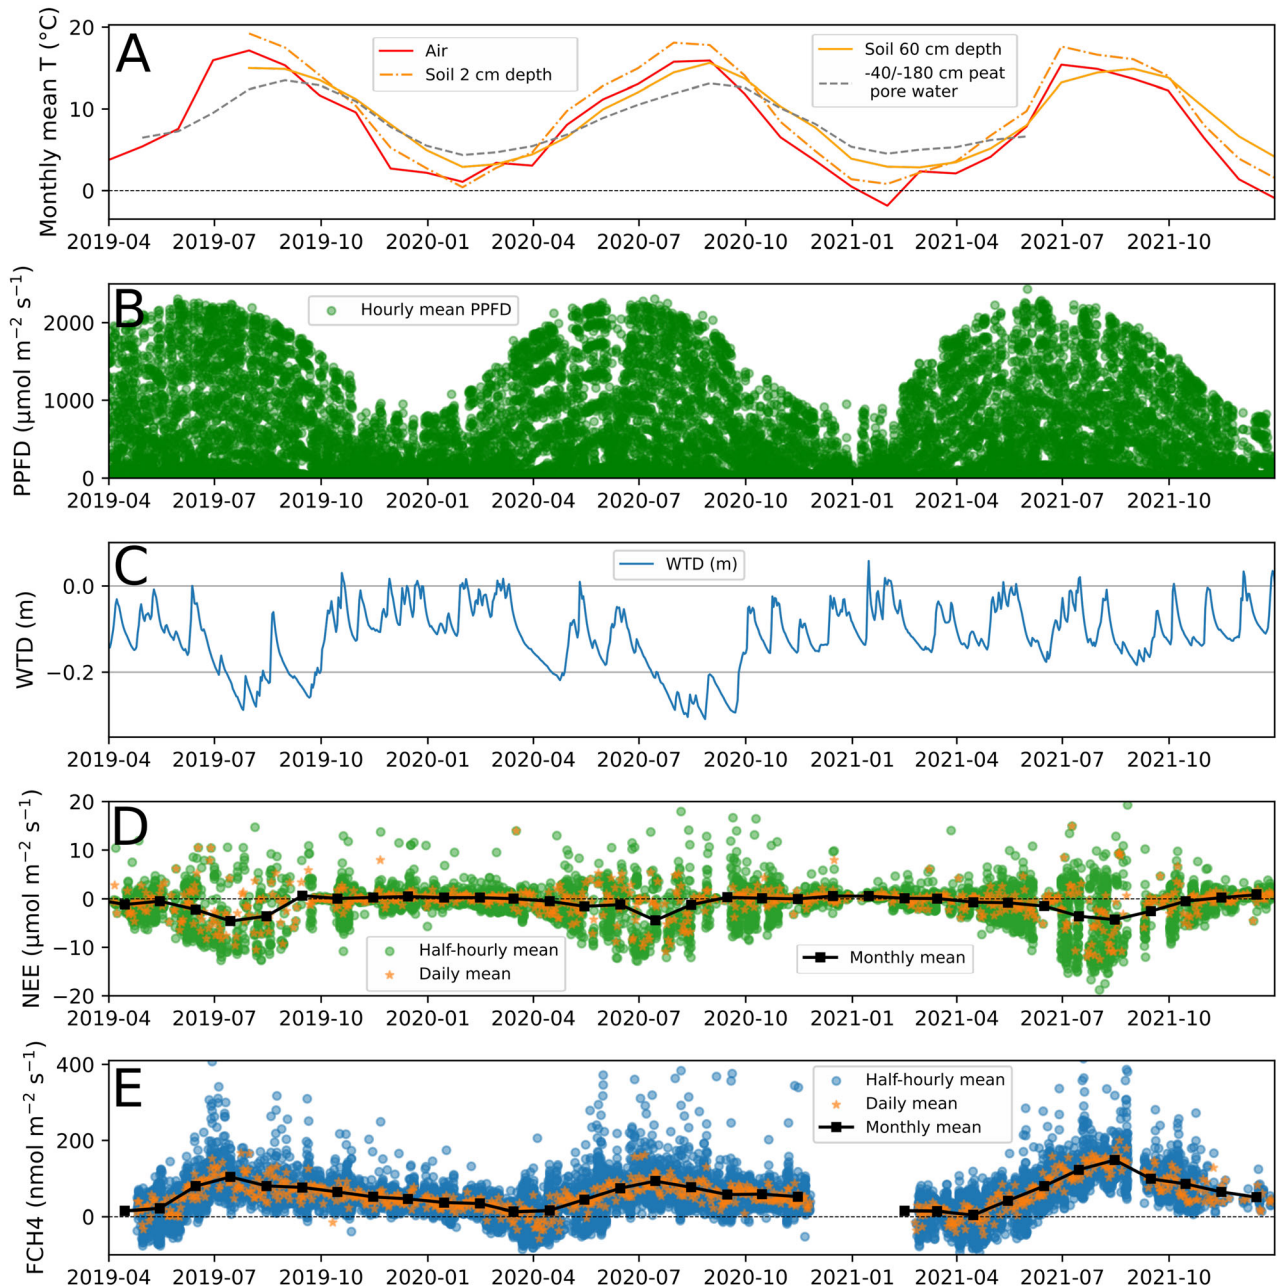 A
Monthly mean T (°C)
20
10
0
Air
Soil 2 cm depth
Soil 60 cm depth
-40/-180 cm peat
pore water
2019-04 2019-07 2019-10 2020-01 2020-04 2020-07 2020-10 2021-01 2021-04 2021-07 2021-10
B
PPFD (μmol m⁻² s⁻¹)
2000
1000
0
Hourly mean PPFD
2019-04 2019-07 2019-10 2020-01 2020-04 2020-07 2020-10 2021-01 2021-04 2021-07 2021-10
C
WTD (m)
0.0
−0.2
WTD (m)
2019-04 2019-07 2019-10 2020-01 2020-04 2020-07 2020-10 2021-01 2021-04 2021-07 2021-10
D
NEE (μmol m⁻² s⁻¹)
20
10
0
−10
−20
Half-hourly mean
Daily mean
Monthly mean
2019-04 2019-07 2019-10 2020-01 2020-04 2020-07 2020-10 2021-01 2021-04 2021-07 2021-10
E
FCH4 (nmol m⁻² s⁻¹)
400
200
0
Half-hourly mean
Daily mean
Monthly mean
2019-04 2019-07 2019-10 2020-01 2020-04 2020-07 2020-10 2021-01 2021-04 2021-07 2021-10